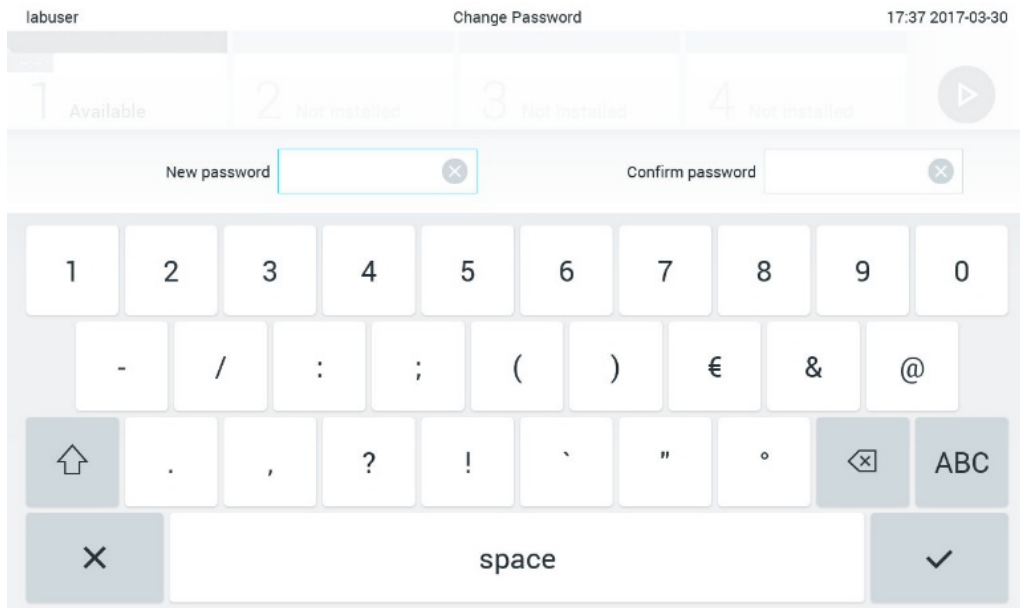 labuser Change Password 17:37 2017-03-30
1 Available 2 Not installed 3 Not installed 4 Not installed
New password Confirm password
1 2 3 4 5 6 7 8 9 0
- / : ; ( ) € & @
. , ? ! ` " ° ABC
space